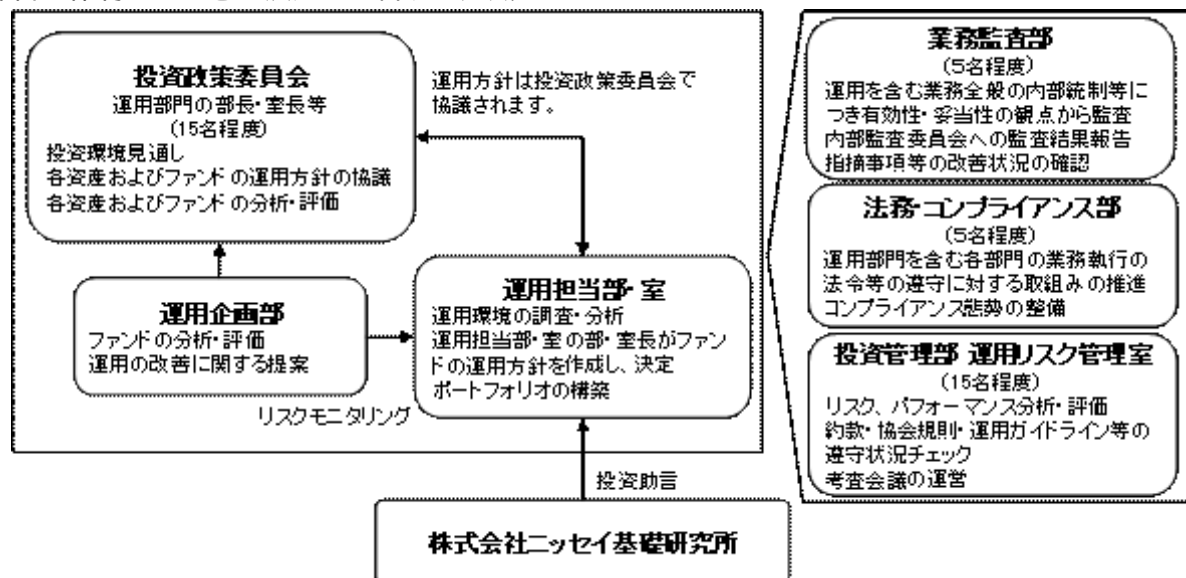 投資政策委員会
運用部門の部長・室長等
(15名程度)
投資環境見通し
各資産およびファンドの運用方針の協議
各資産およびファンドの分析・評価
運用方針は投資政策委員会で
協議されます。
運用企画部
ファンドの分析・評価
運用の改善に関する提案
運用担当部・室
運用環境の調査・分析
運用担当部・室の部・室長がファン
ドの運用方針を作成し、決定
ポートフォリオの構築
リスクモニタリング
投資助言
株式会社ニッセイ基礎研究所
業務監査部
(5名程度)
運用を含む業務全般の内部統制等に
つき有効性・妥当性の観点から監査
内部監査委員会への監査結果報告
指摘事項等の改善状況の確認
法務・コンプライアンス部
(5名程度)
運用部門を含む各部門の業務執行の
法令等の遵守に対する取組みの推進
コンプライアンス態勢の整備
投資管理部 運用リスク管理室
(15名程度)
リスク、パフォーマンス分析・評価
約款・協会規則・運用ガイドライン等の
遵守状況チェック
考査会議の運営